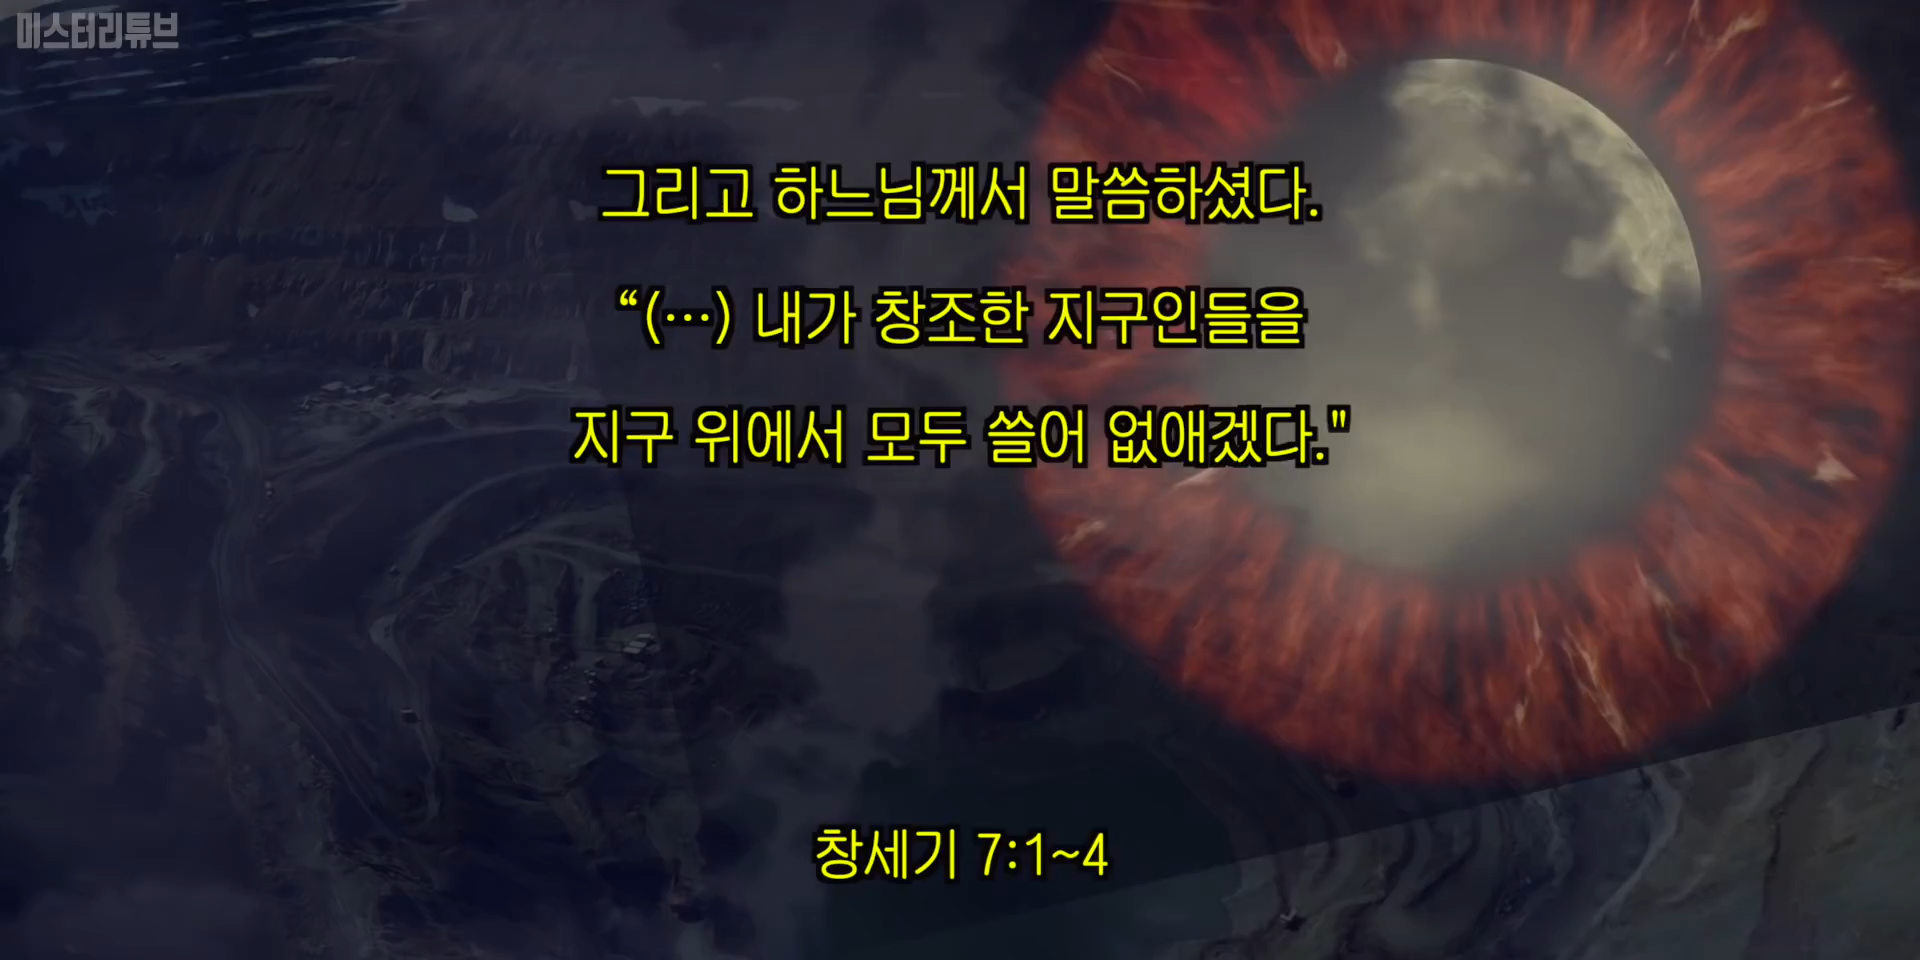 미스터리튜브
그리고 하느님께서 말씀하셨다.
“(…) 내가 창조한 지구인들을
지구 위에서 모두 쓸어 없애겠다."
창세기 7:1~4